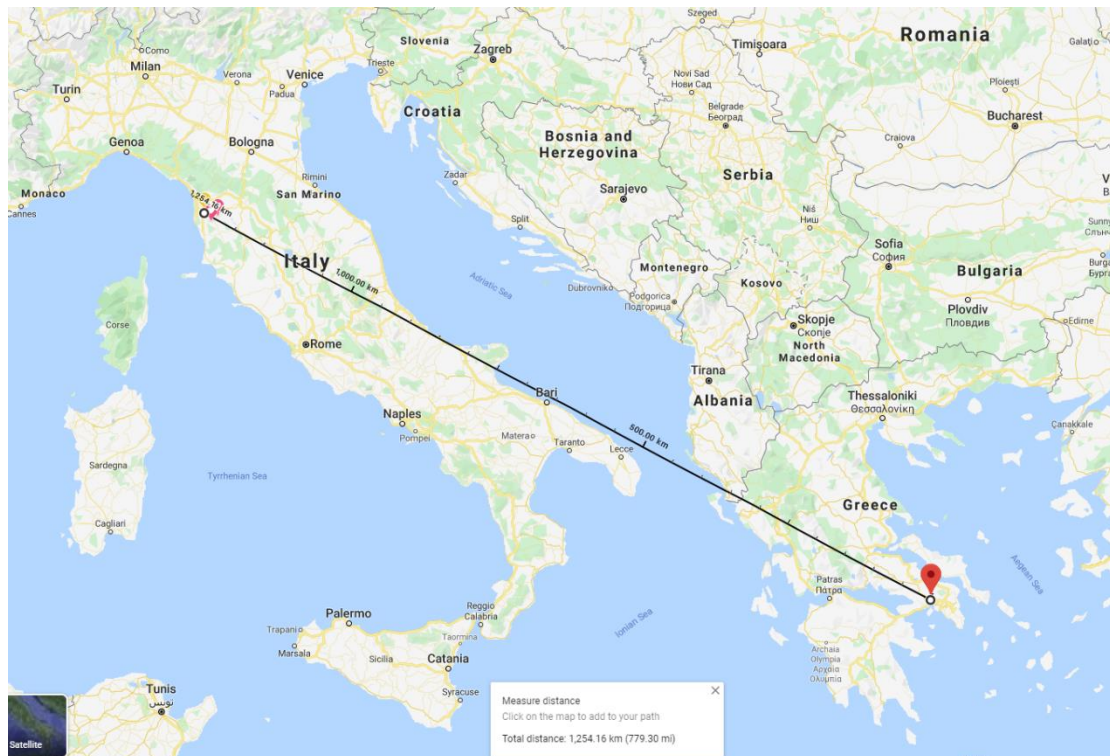 Szeged
Slovenia
Zagreb
Timișoara
Romania
Galați
Como
Milan
Verona
Venice
Padua
Trieste
Novi Sad
Нови Сад
Turin
Croatia
Belgrade
Београд
Ploiești
Bucharest
Craiova
Genoa
Bologna
Bosnia and
Herzegovina
Rimini
San Marino
Zadar
Sarajevo
Serbia
Monaco
Cannes
1,254.16 km
Split
Niš
Ниш
Sofia
София
Italy
1,000.00 km
Adriatic Sea
Dubrovnik
Montenegro
Podgorica
Подгорица
Kosovo
Bulgaria
Plovdiv
Пловдив
Edirne
Corse
Rome
Skopje
Скопје
North
Macedonia
Tirana
Albania
Bari
Naples
Pompei
Matera
Taranto
Lecce
500.00 km
Thessaloniki
Θεσσαλονίκη
Çanakkale
Sardegna
Tyrrhenian Sea
Cagliari
Greece
Aegean Sea
Patras
Πάτρα
Palermo
Reggio
Calabria
Ionian Sea
Trapani
Marsala
Sicilia
Taormina
Catania
Syracuse
Archaia
Olympia
Αρχαία
Ολυμπία
Tunis
تونس
Satellite
Measure distance
Click on the map to add to your path
Total distance: 1,254.16 km (779.30 mi)